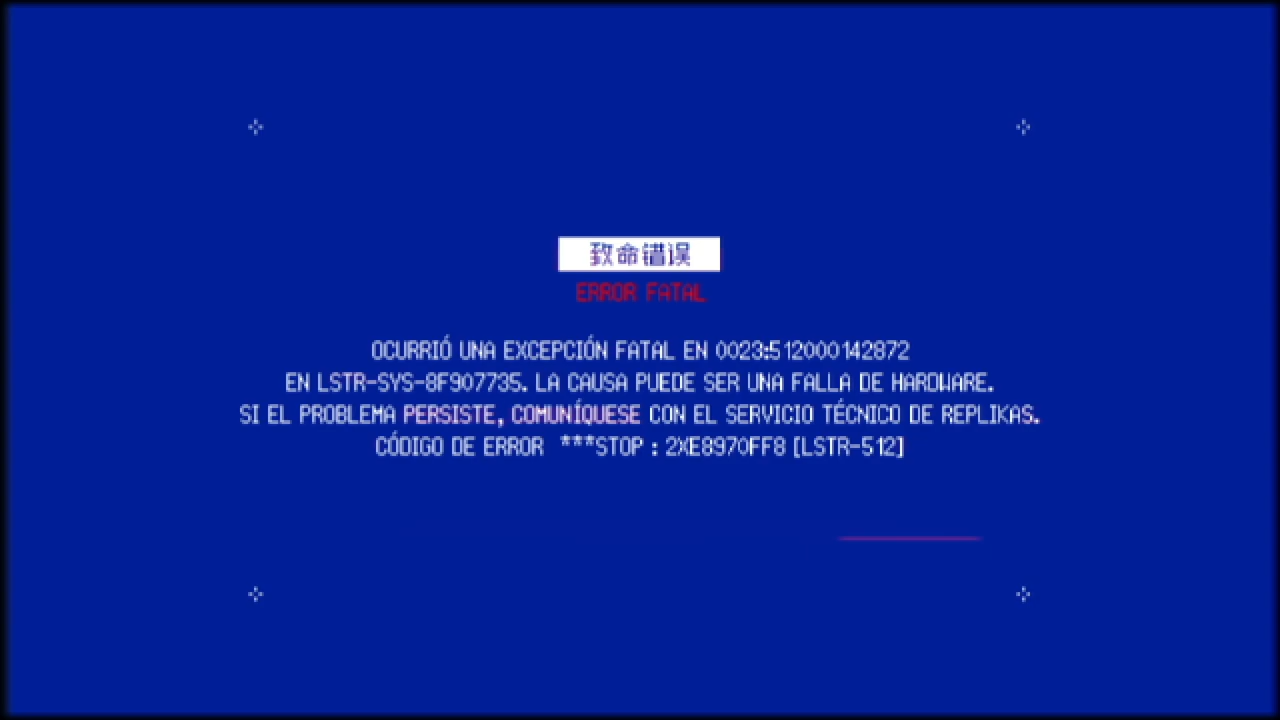 致命错误
ERROR FATAL
OCURRIÓ UNA EXCEPCIÓN FATAL EN 0023:512000142872
EN LSTR-SYS-8F907735. LA CAUSA PUEDE SER UNA FALLA DE HARDWARE.
SI EL PROBLEMA PERSISTE, COMUNÍQUESE CON EL SERVICIO TÉCNICO DE REPLIKAS.
CÓDIGO DE ERROR ***STOP : 2XE8970FF8 [LSTR-512]